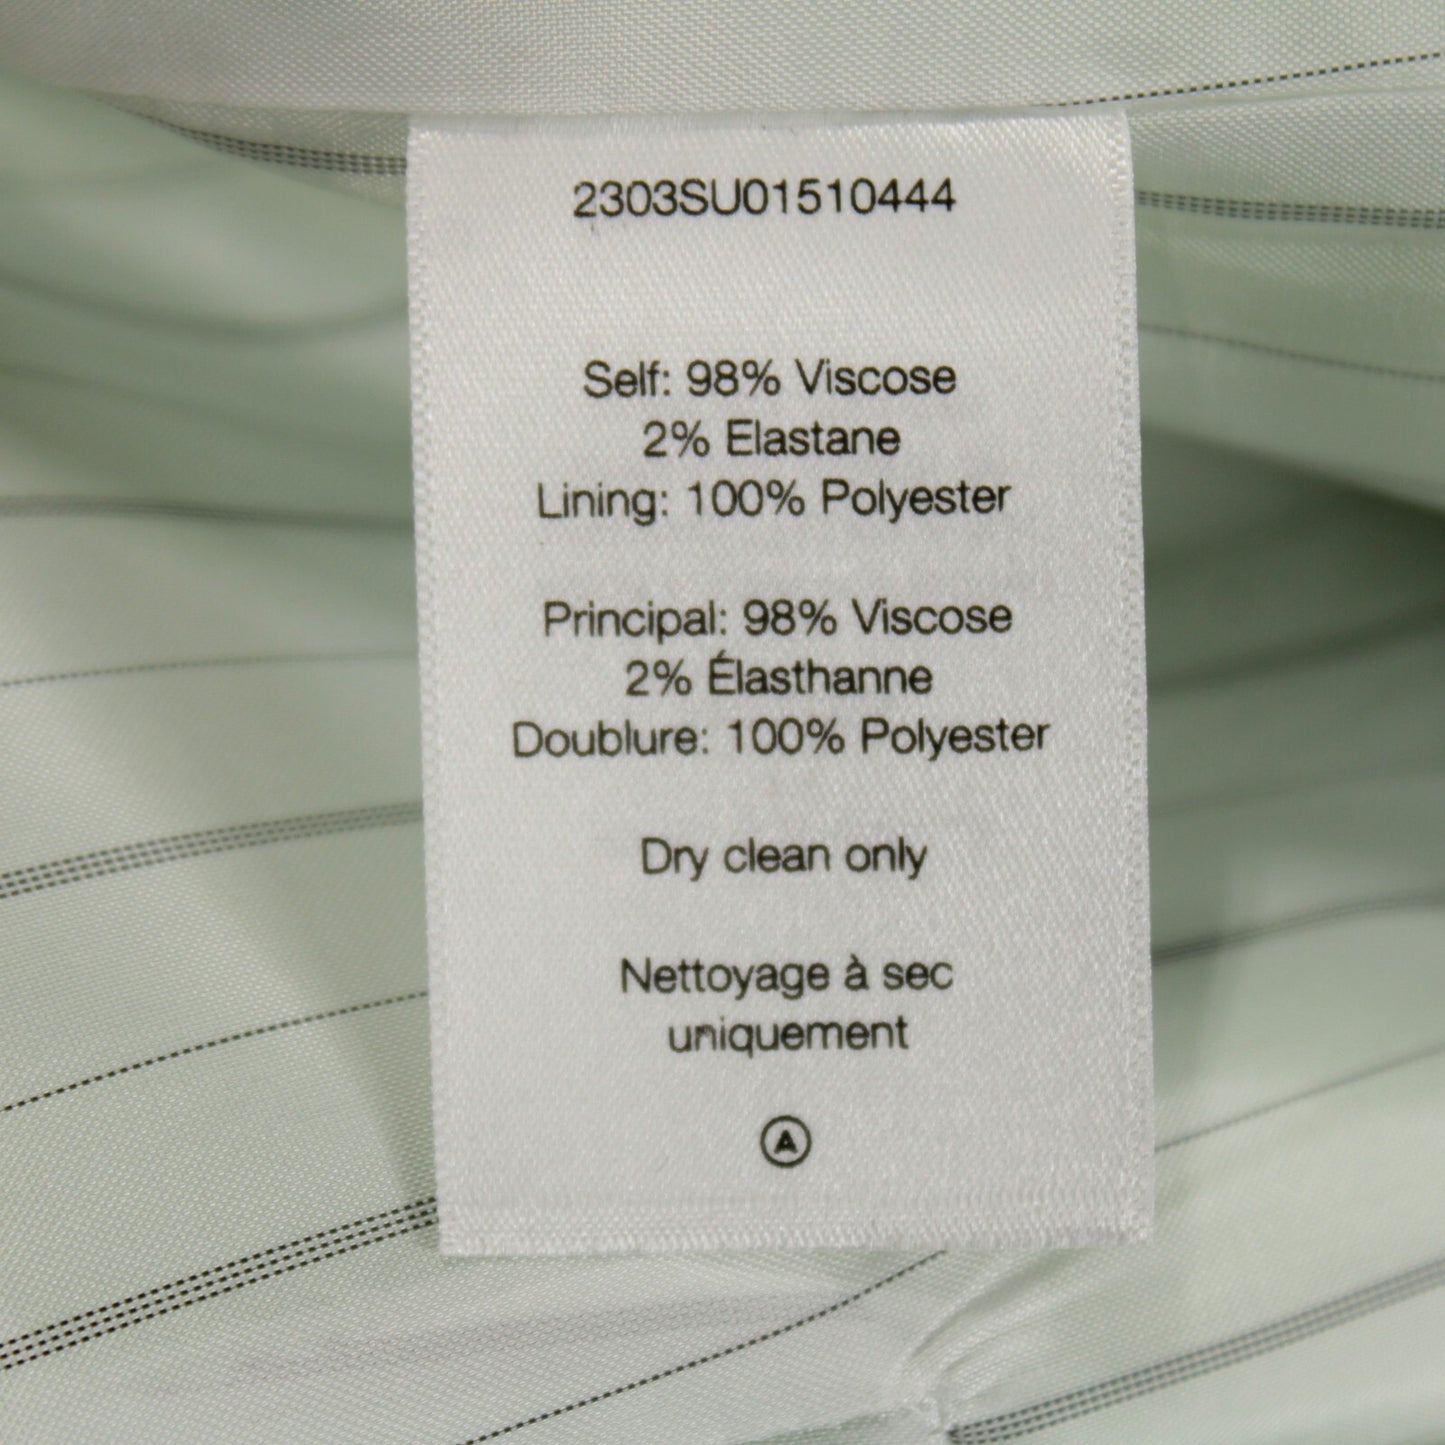 2303SU01510444
Self: 98% Viscose
2% Elastane
Lining: 100% Polyester
Principal: 98% Viscose
2% Élasthanne
Doublure: 100% Polyester
Dry clean only
Nettoyage à sec
uniquement
A